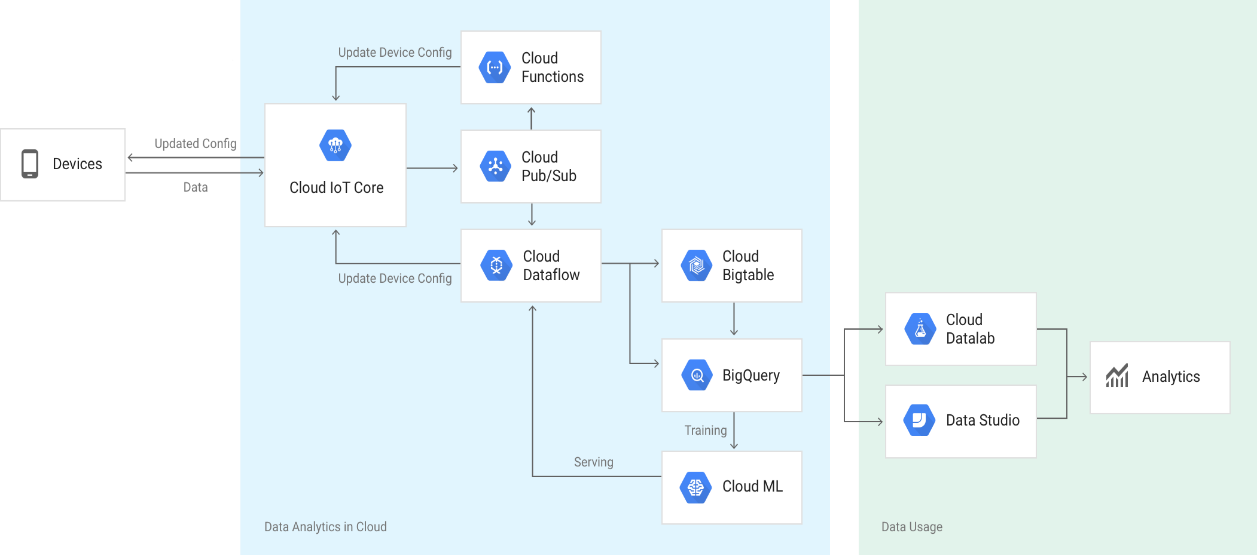 Update Device Config
Cloud
Functions
Devices
Updated Config
Data
Cloud IoT Core
Cloud
Pub/Sub
Update Device Config
Cloud
Dataflow
Cloud
Bigtable
BigQuery
Training
Serving
Cloud ML
Data Analytics in Cloud
Cloud
Datalab
Data Studio
Analytics
Data Usage